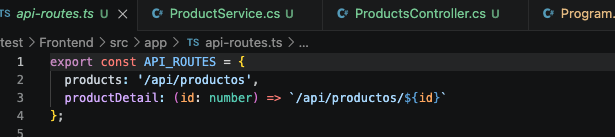 api-routes.ts U × C# ProductService.cs U C# ProductsController.cs U C# Program.
test > Frontend > src > app > TS api-routes.ts > ...
1 export const API_ROUTES = {
2 products: '/api/productos',
3 productDetail: (id: number) => `/api/productos/${id}`
4 };